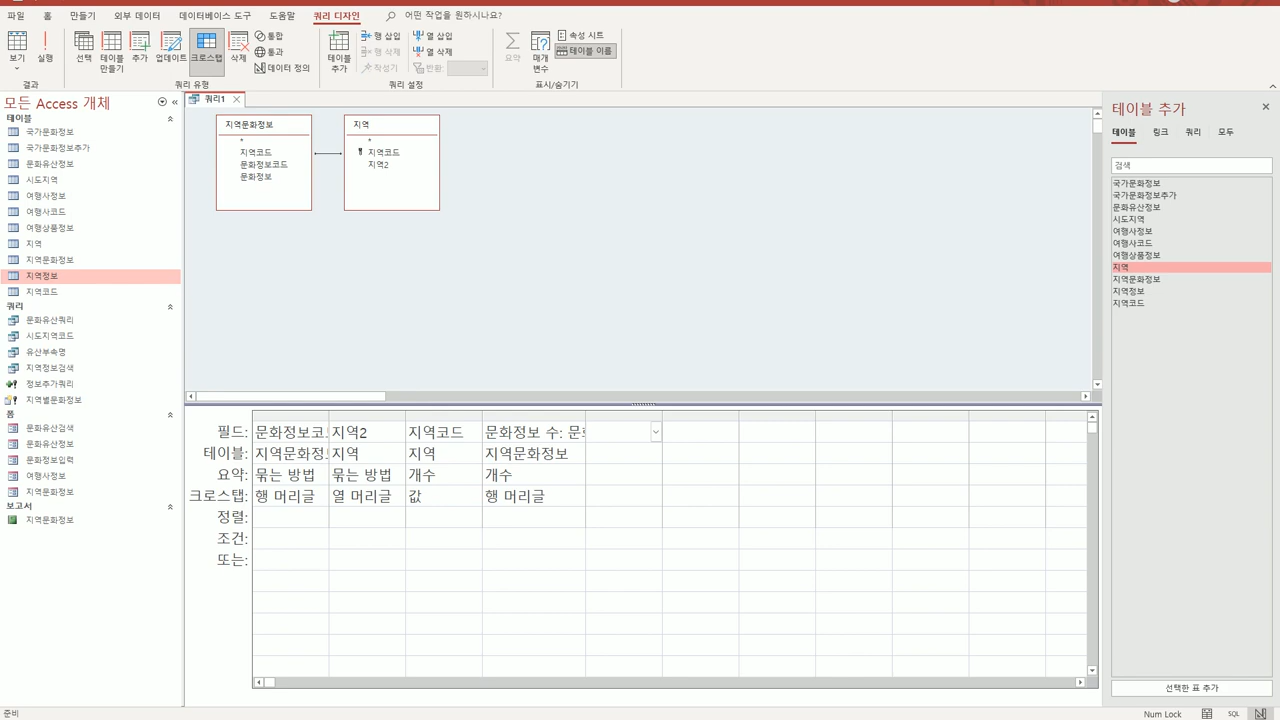 파일 홈 만들기 외부 데이터 데이터베이스 도구 도움말 쿼리 디자인 어떤 작업을 원하시나요?
보기 실행 선택 테이블 만들기 추가 업데이트 크로스탭 삭제 통합 통과 데이터 정의 테이블 추가 행 삽입 행 삭제 작성기 열 삽입 열 삭제 반환: 요약 매개 변수 속성 시트 테이블 이름
결과 쿼리 유형 쿼리 설정 표시/숨기기
모든 Access 개체
테이블
국가문화정보
국가문화정보추가
문화유산정보
시도지역
여행사정보
여행사코드
여행상품정보
지역
지역문화정보
지역정보
지역코드
쿼리
문화유산쿼리
시도지역코드
유산부속명
지역정보검색
정보추가쿼리
지역별문화정보
폼
문화유산검색
문화유산정보
문화정보입력
여행사정보
지역문화정보
보고서
지역문화정보
쿼리1
지역문화정보
*
지역코드
문화정보코드
문화정보
지역
*
지역코드
지역2
필드: 문화정보코 지역2 지역코드 문화정보 수: 문
테이블: 지역문화정 지역 지역 지역문화정보
요약: 묶는 방법 묶는 방법 개수 개수
크로스탭: 행 머리글 열 머리글 값 행 머리글
정렬:
조건:
또는:
테이블 추가
테이블 링크 쿼리 모두
검색
국가문화정보
국가문화정보추가
문화유산정보
시도지역
여행사정보
여행사코드
여행상품정보
지역
지역문화정보
지역정보
지역코드
선택한 표 추가
준비 Num Lock SQL